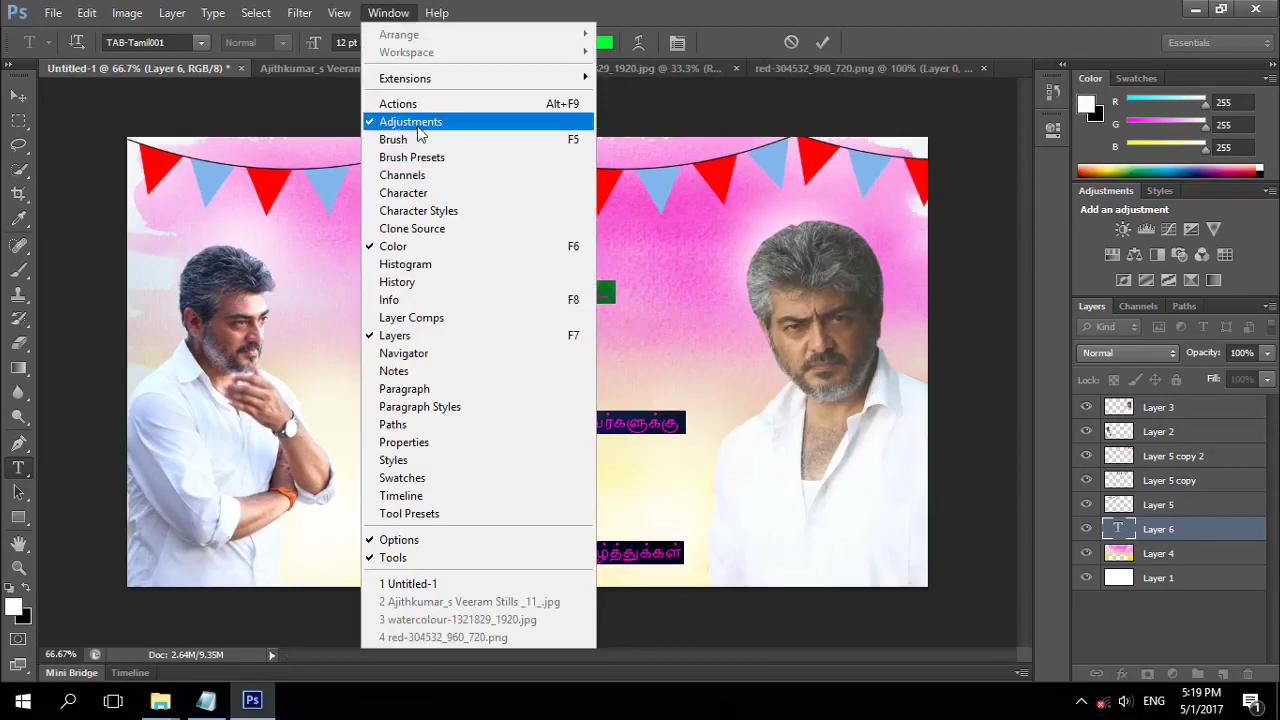 Ps File Edit Image Layer Type Select Filter 3D View Window Help
TAB-Tamil001 Normal 12 pt Essentials
Untitled-1 @ 66.7% (Layer 6, RGB/8) * × Ajithkumar_s Veeram 29_1920.jpg @ 33.3% (R... × red-304532_960_720.png @ 100% (Layer 0, ... ×
Arrange
Workspace
Extensions
Actions Alt+F9
Adjustments
Brush F5
Brush Presets
Channels
Character
Character Styles
Clone Source
Color F6
Histogram
History
Info F8
Layer Comps
Layers F7
Navigator
Notes
Paragraph
Paragraph Styles
Paths
Properties
Styles
Swatches
Timeline
Tool Presets
Options
Tools
1 Untitled-1
2 Ajithkumar_s Veeram Stills _11_.jpg
3 watercolour-1321829_1920.jpg
4 red-304532_960_720.png
Color Swatches
R 255
G 255
B 255
Adjustments Styles
Add an adjustment
Layers Channels Paths
Kind
Normal Opacity: 100%
Lock: Fill: 100%
Layer 3
Layer 2
Layer 5 copy 2
Layer 5 copy
Layer 5
T Layer 6
Layer 4
Layer 1
66.67% Doc: 2.64M/9.35M
Mini Bridge Timeline
Ps ENG 5:19 PM
5/1/2017 1